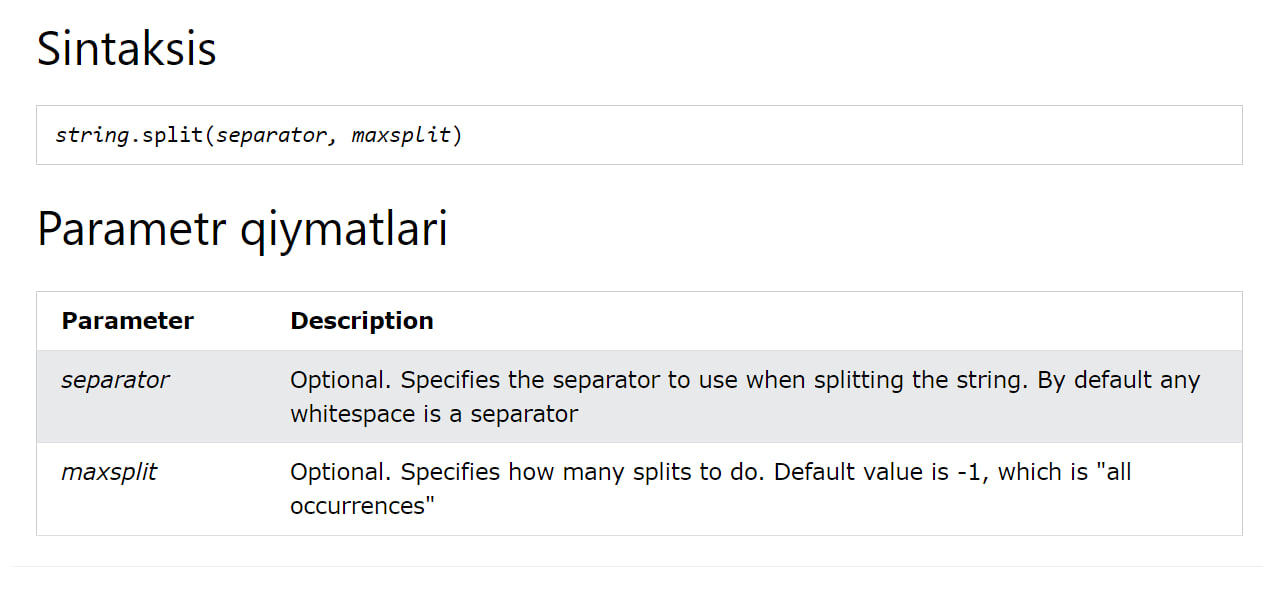 Sintaksis
string.split(separator, maxsplit)
Parametr qiymatlari
Parameter Description
separator Optional. Specifies the separator to use when splitting the string. By default any
whitespace is a separator
maxsplit Optional. Specifies how many splits to do. Default value is -1, which is "all
occurrences"